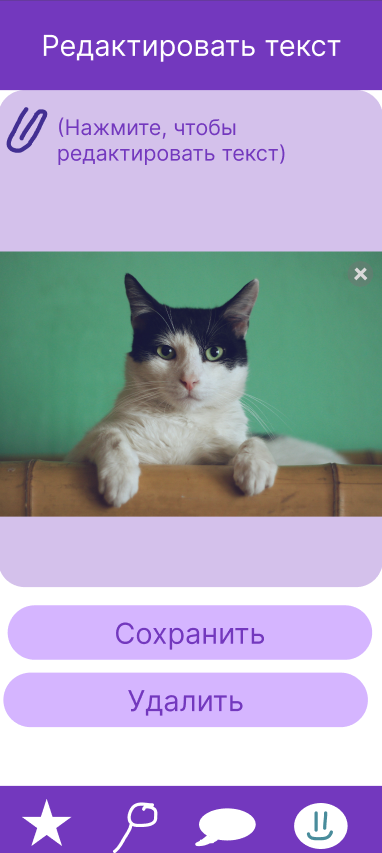 Редактировать текст
(Нажмите, чтобы
редактировать текст)
Сохранить
Удалить